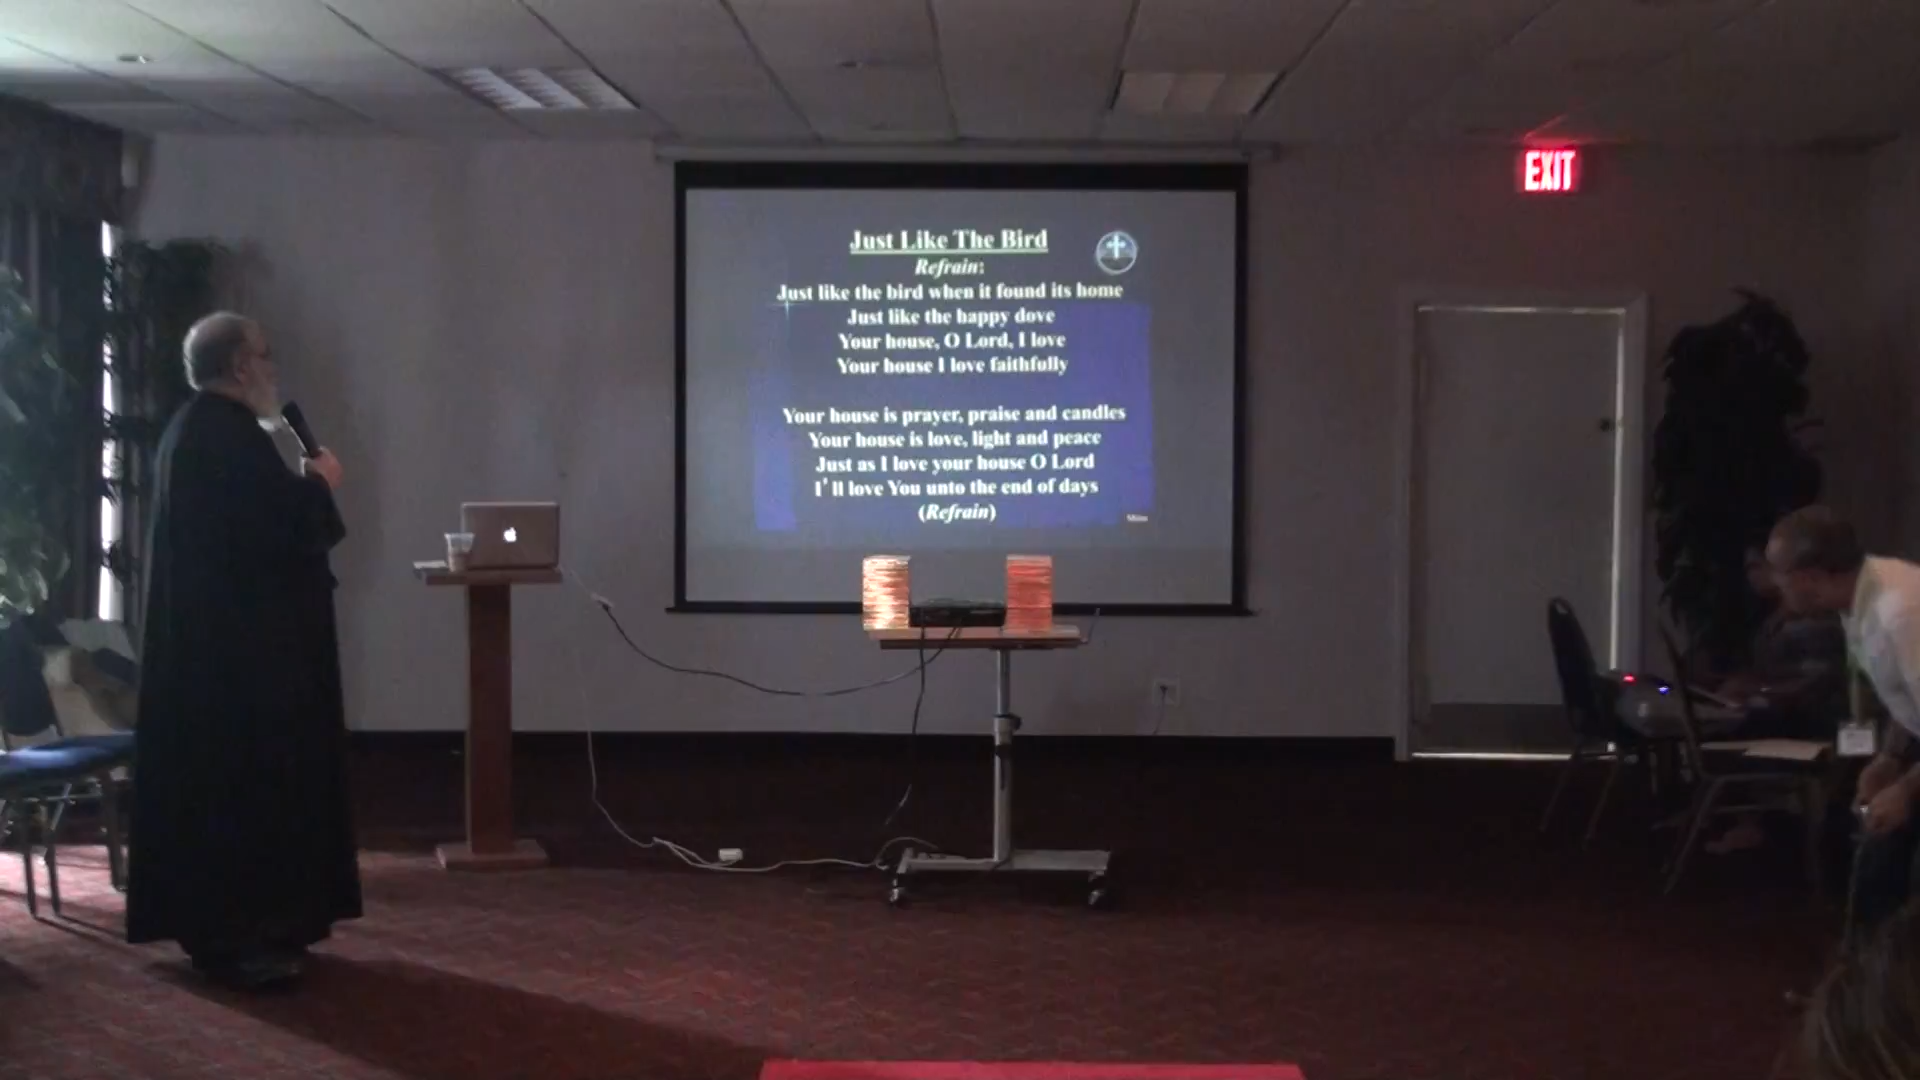 EXIT
Just Like The Bird
Refrain:
Just like the bird when it found its home
Just like the happy dove
Your house, O Lord, I love
Your house I love faithfully
Your house is prayer, praise and candles
Your house is love, light and peace
Just as I love your house O Lord
I'll love You unto the end of days
(Refrain)